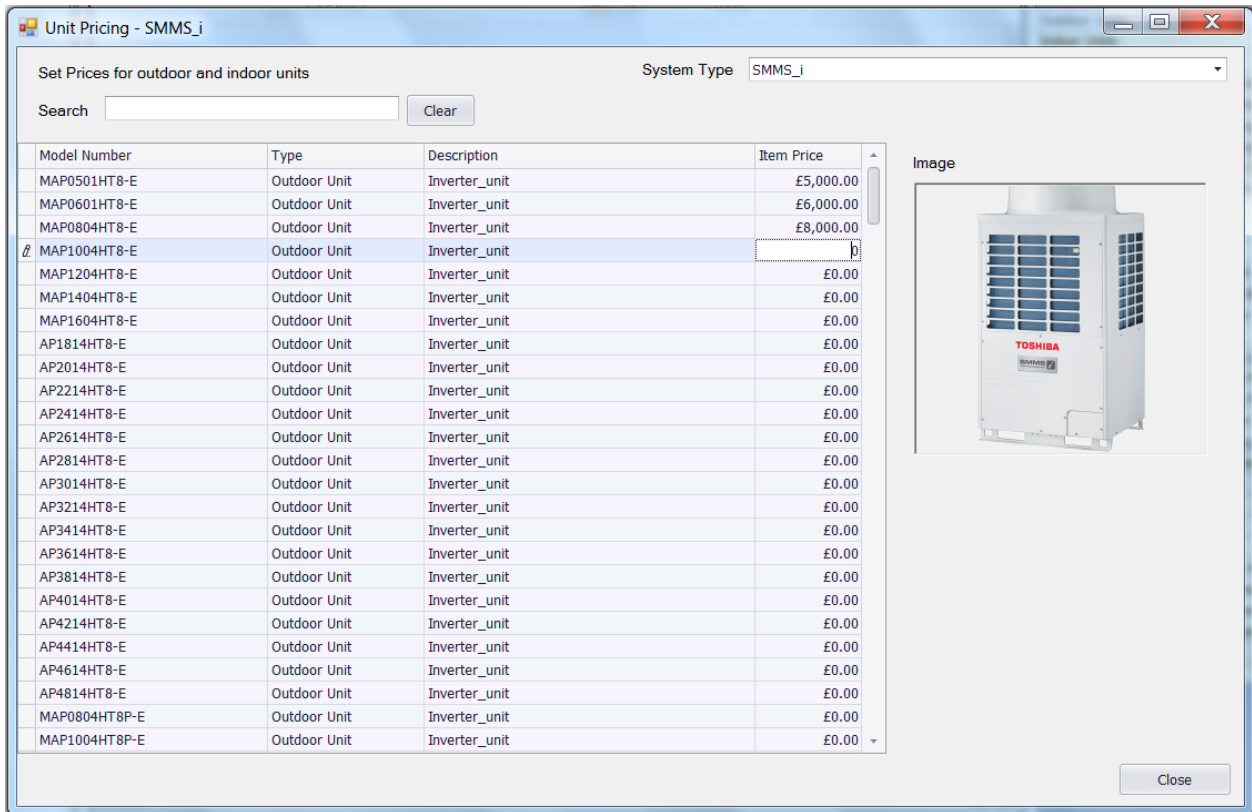 Unit Pricing - SMMS_i
Set Prices for outdoor and indoor units
System Type SMMS_i
Search
Clear
Model Number Type Description Item Price
MAP0501HT8-E Outdoor Unit Inverter_unit £5,000.00
MAP0601HT8-E Outdoor Unit Inverter_unit £6,000.00
MAP0804HT8-E Outdoor Unit Inverter_unit £8,000.00
MAP1004HT8-E Outdoor Unit Inverter_unit 0
MAP1204HT8-E Outdoor Unit Inverter_unit £0.00
MAP1404HT8-E Outdoor Unit Inverter_unit £0.00
MAP1604HT8-E Outdoor Unit Inverter_unit £0.00
AP1814HT8-E Outdoor Unit Inverter_unit £0.00
AP2014HT8-E Outdoor Unit Inverter_unit £0.00
AP2214HT8-E Outdoor Unit Inverter_unit £0.00
AP2414HT8-E Outdoor Unit Inverter_unit £0.00
AP2614HT8-E Outdoor Unit Inverter_unit £0.00
AP2814HT8-E Outdoor Unit Inverter_unit £0.00
AP3014HT8-E Outdoor Unit Inverter_unit £0.00
AP3214HT8-E Outdoor Unit Inverter_unit £0.00
AP3414HT8-E Outdoor Unit Inverter_unit £0.00
AP3614HT8-E Outdoor Unit Inverter_unit £0.00
AP3814HT8-E Outdoor Unit Inverter_unit £0.00
AP4014HT8-E Outdoor Unit Inverter_unit £0.00
AP4214HT8-E Outdoor Unit Inverter_unit £0.00
AP4414HT8-E Outdoor Unit Inverter_unit £0.00
AP4614HT8-E Outdoor Unit Inverter_unit £0.00
AP4814HT8-E Outdoor Unit Inverter_unit £0.00
MAP0804HT8P-E Outdoor Unit Inverter_unit £0.00
MAP1004HT8P-E Outdoor Unit Inverter_unit £0.00
Image
TOSHIBA
SMMS i
Close